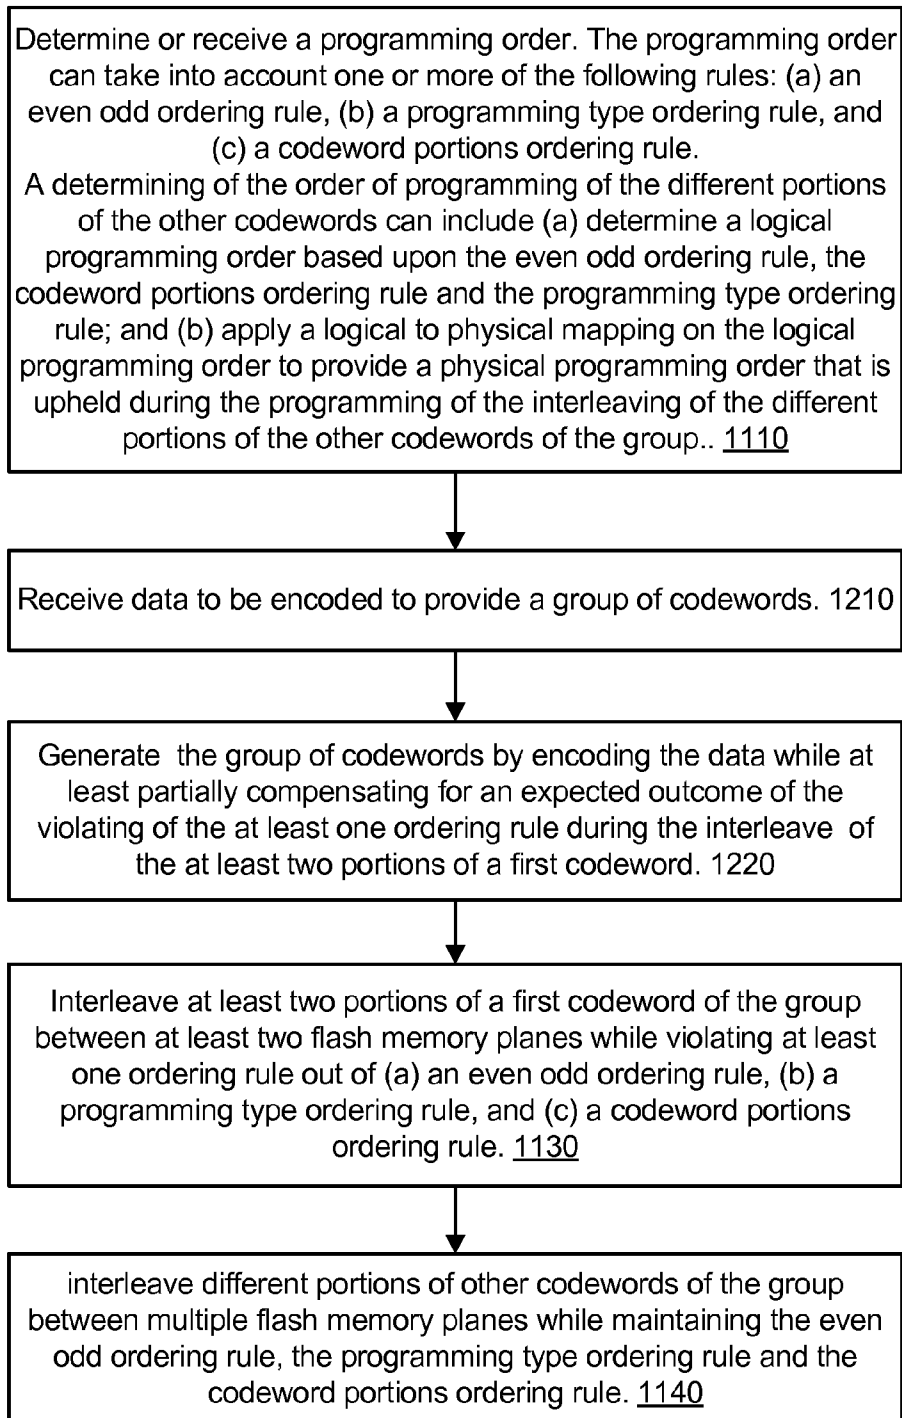 Determine or receive a programming order. The programming order
can take into account one or more of the following rules: (a) an
even odd ordering rule, (b) a programming type ordering rule, and
(c) a codeword portions ordering rule.
A determining of the order of programming of the different portions
of the other codewords can include (a) determine a logical
programming order based upon the even odd ordering rule, the
codeword portions ordering rule and the programming type ordering
rule; and (b) apply a logical to physical mapping on the logical
programming order to provide a physical programming order that is
upheld during the programming of the interleaving of the different
portions of the other codewords of the group.. 1110
Receive data to be encoded to provide a group of codewords. 1210
Generate the group of codewords by encoding the data while at
least partially compensating for an expected outcome of the
violating of the at least one ordering rule during the interleave of
the at least two portions of a first codeword. 1220
Interleave at least two portions of a first codeword of the group
between at least two flash memory planes while violating at least
one ordering rule out of (a) an even odd ordering rule, (b) a
programming type ordering rule, and (c) a codeword portions
ordering rule. 1130
interleave different portions of other codewords of the group
between multiple flash memory planes while maintaining the even
odd ordering rule, the programming type ordering rule and the
codeword portions ordering rule. 1140